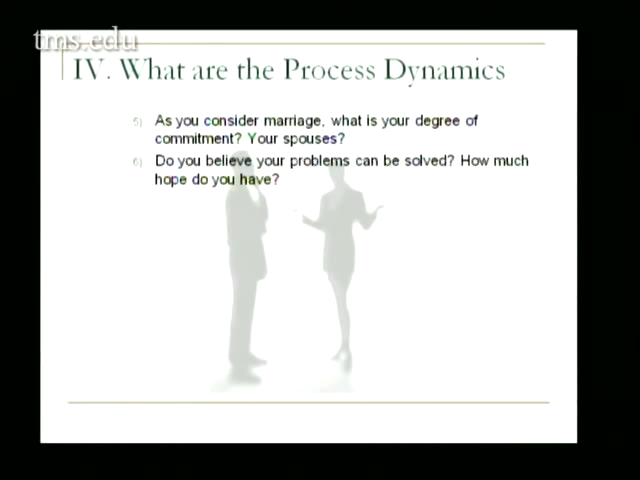 tms.edu
IV. What are the Process Dynamics
5) As you consider marriage, what is your degree of
commitment? Your spouses?
6) Do you believe your problems can be solved? How much
hope do you have?